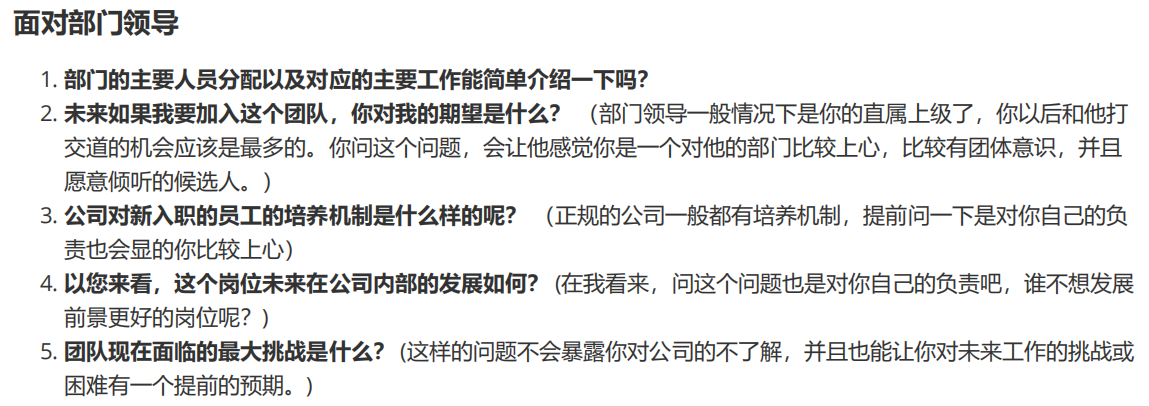 面对部门领导
1. 部门的主要人员分配以及对应的主要工作能简单介绍一下吗？
2. 未来如果我要加入这个团队，你对我的期望是什么？ （部门领导一般情况下是你的直属上级了，你以后和他打
交道的机会应该是最多的。你问这个问题，会让他感觉你是一个对他的部门比较上心，比较有团体意识，并且
愿意倾听的候选人。）
3. 公司对新入职的员工的培养机制是什么样的呢？ （正规的公司一般都有培养机制，提前问一下是对你自己的负
责也会显的你比较上心）
4. 以您来看，这个岗位未来在公司内部的发展如何？ (在我看来，问这个问题也是对你自己的负责吧，谁不想发展
前景更好的岗位呢？)
5. 团队现在面临的最大挑战是什么？ (这样的问题不会暴露你对公司的不了解，并且也能让你对未来工作的挑战或
困难有一个提前的预期。)